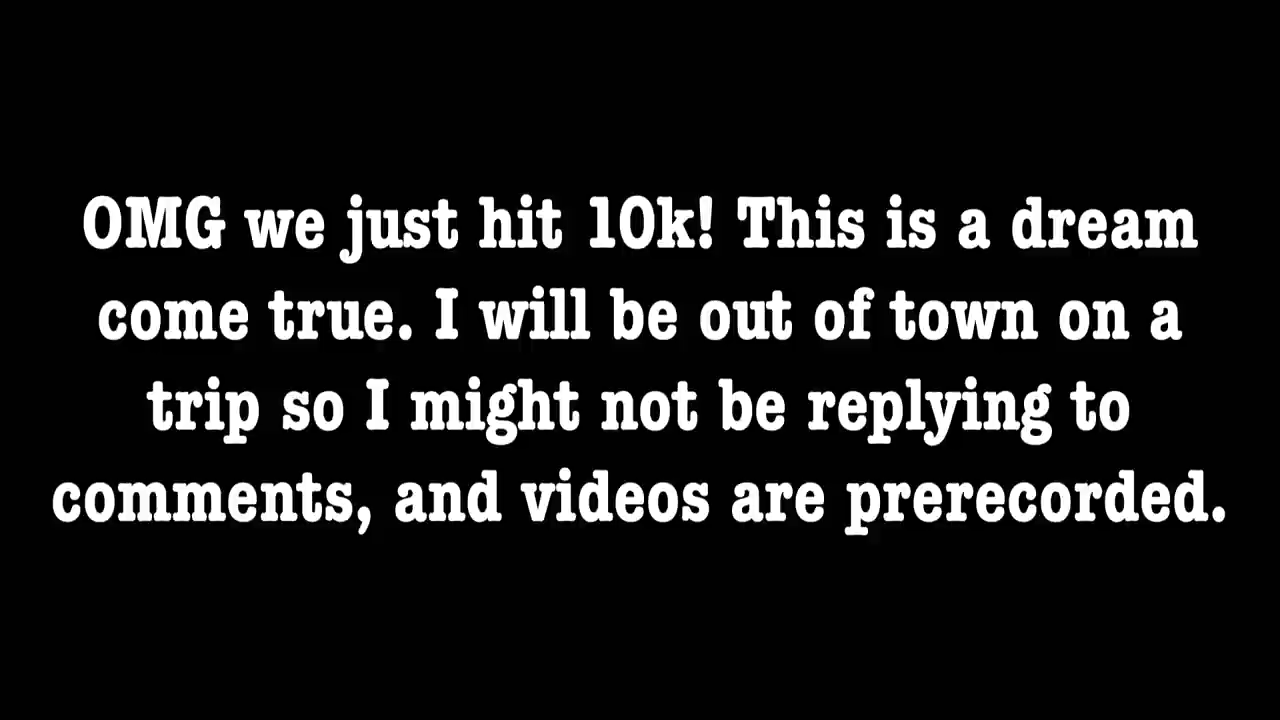 OMG we just hit 10k! This is a dream
come true. I will be out of town on a
trip so I might not be replying to
comments, and videos are prerecorded.